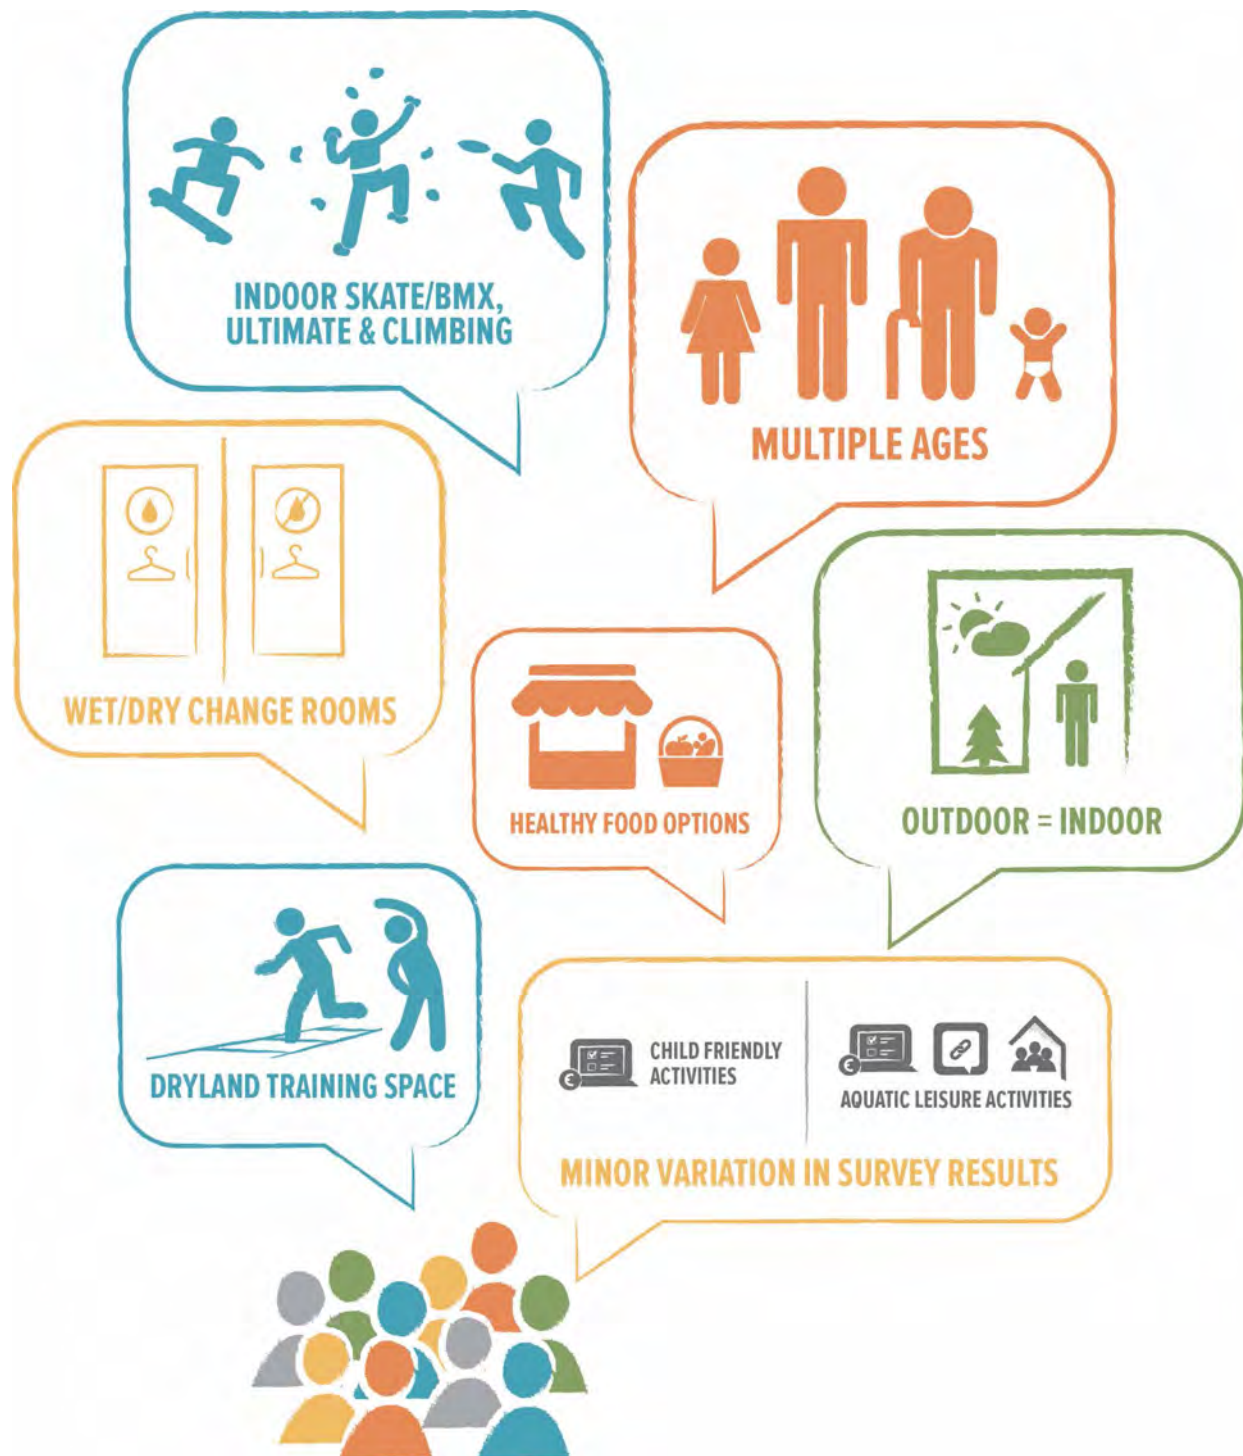 INDOOR SKATE/BMX,
ULTIMATE & CLIMBING
MULTIPLE AGES
WET/DRY CHANGE ROOMS
HEALTHY FOOD OPTIONS
OUTDOOR = INDOOR
DRYLAND TRAINING SPACE
CHILD FRIENDLY
ACTIVITIES
AQUATIC LEISURE ACTIVITIES
MINOR VARIATION IN SURVEY RESULTS